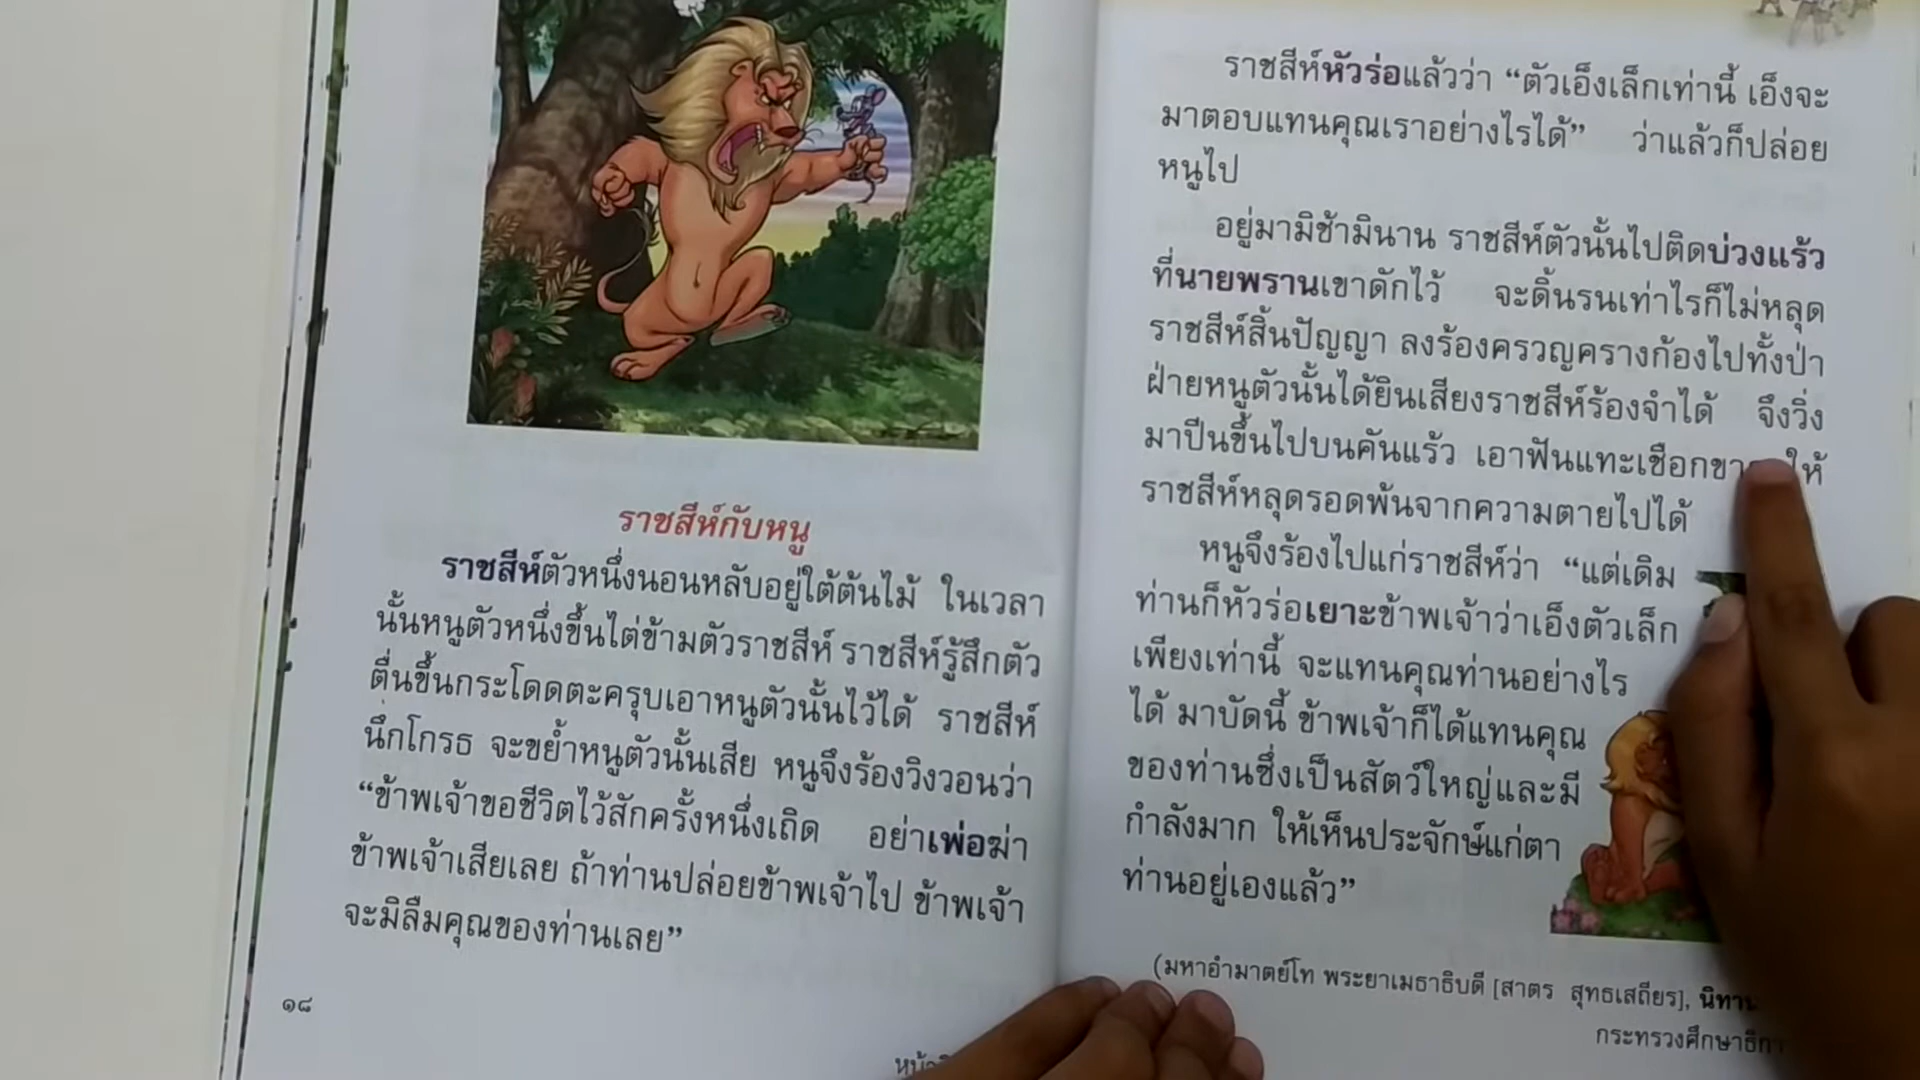 ราชสีห์กับหนู
ราชสีห์ตัวหนึ่งนอนหลับอยู่ใต้ต้นไม้ ในเวลา
นั้นหนูตัวหนึ่งขึ้นไต่ข้ามตัวราชสีห์ ราชสีห์รู้สึกตัว
ตื่นขึ้นกระโดดตะครุบเอาหนูตัวนั้นไว้ได้ ราชสีห์
นึกโกรธ จะขย้ำหนูตัวนั้นเสีย หนูจึงร้องวิงวอนว่า
“ข้าพเจ้าขอชีวิตไว้สักครั้งหนึ่งเถิด อย่าเพ่อฆ่า
ข้าพเจ้าเสียเลย ถ้าท่านปล่อยข้าพเจ้าไป ข้าพเจ้า
จะมิลืมคุณของท่านเลย”
๑๘
ราชสีห์หัวร่อแล้วว่า “ตัวเอ็งเล็กเท่านี้ เอ็งจะ
มาตอบแทนคุณเราอย่างไรได้” ว่าแล้วก็ปล่อย
หนูไป
อยู่มามิช้ามินาน ราชสีห์ตัวนั้นไปติดบ่วงแร้ว
ที่นายพรานเขาดักไว้ จะดิ้นรนเท่าไรก็ไม่หลุด
ราชสีห์สิ้นปัญญา ลงร้องครวญครางก้องไปทั้งป่า
ฝ่ายหนูตัวนั้นได้ยินเสียงราชสีห์ร้องจำได้ จึงวิ่ง
มาปีนขึ้นไปบนคันแร้ว เอาฟันแทะเชือก ให้
ราชสีห์หลุดรอดพ้นจากความตายไปได้
หนูจึงร้องไปแก่ราชสีห์ว่า “แต่เดิม
ท่านก็หัวร่อเยาะข้าพเจ้าว่าเอ็งตัวเล็ก
เพียงเท่านี้ จะแทนคุณท่านอย่างไร
ได้ มาบัดนี้ ข้าพเจ้าก็ได้แทนคุณ
ของท่านซึ่งเป็นสัตว์ใหญ่และมี
กำลังมาก ให้เห็นประจักษ์แก่ตา
ท่านอยู่เองแล้ว”
(มหาอำมาตย์โท พระยาเมธาธิบดี [สาตร สุทธเสถียร],